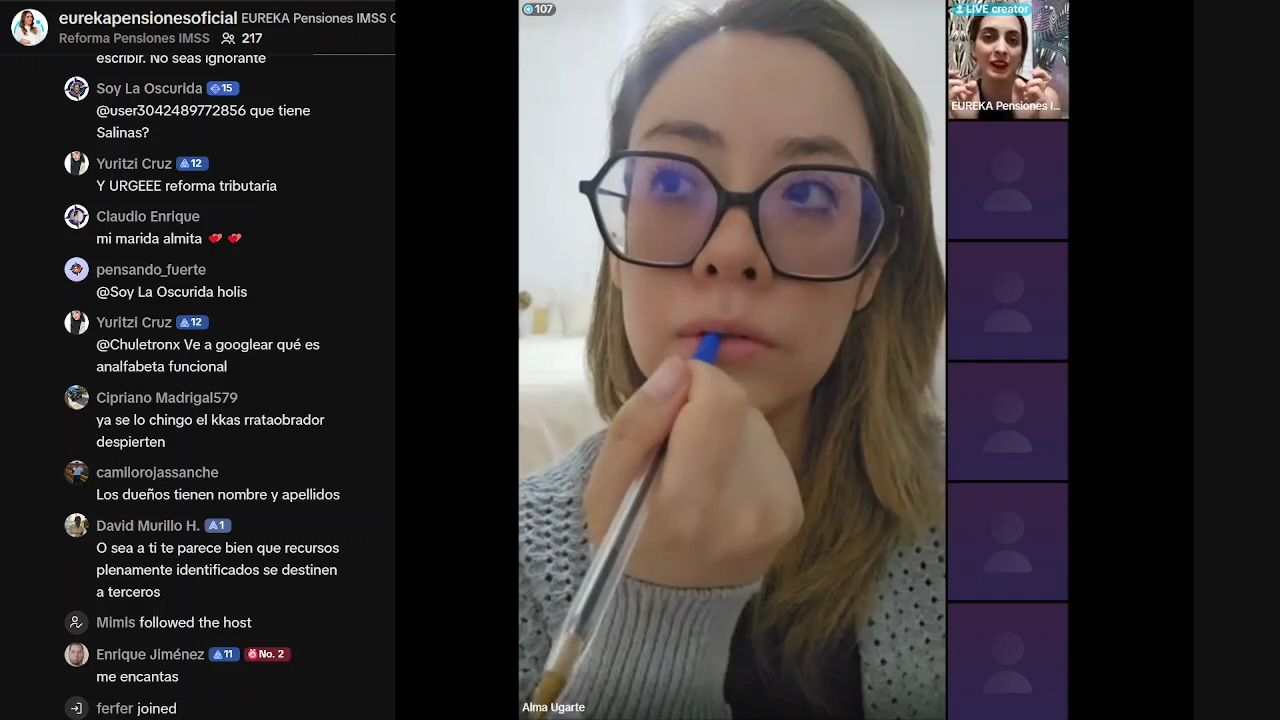 eurekapensionesoficial EUREKA Pensiones IMSS
Reforma Pensiones IMSS 217
escribir. No seas ignorante
Soy La Oscurida 15
@user3042489772856 que tiene
Salinas?
Yuritzi Cruz 12
Y URGEEE reforma tributaria
Claudio Enrique
mi marida almita
pensando_fuerte
@Soy La Oscurida holis
Yuritzi Cruz 12
@Chuletronx Ve a googlear qué es
analfabeta funcional
Cipriano Madrigal579
ya se lo chingo el kkas rrataobrador
despierten
camilorojassanche
Los dueños tienen nombre y apellidos
David Murillo H. 1
O sea a ti te parece bien que recursos
plenamente identificados se destinen
a terceros
Mimis followed the host
Enrique Jiménez 11 No. 2
me encantas
ferfer joined
107
Alma Ugarte
LIVE creator
EUREKA Pensiones I...